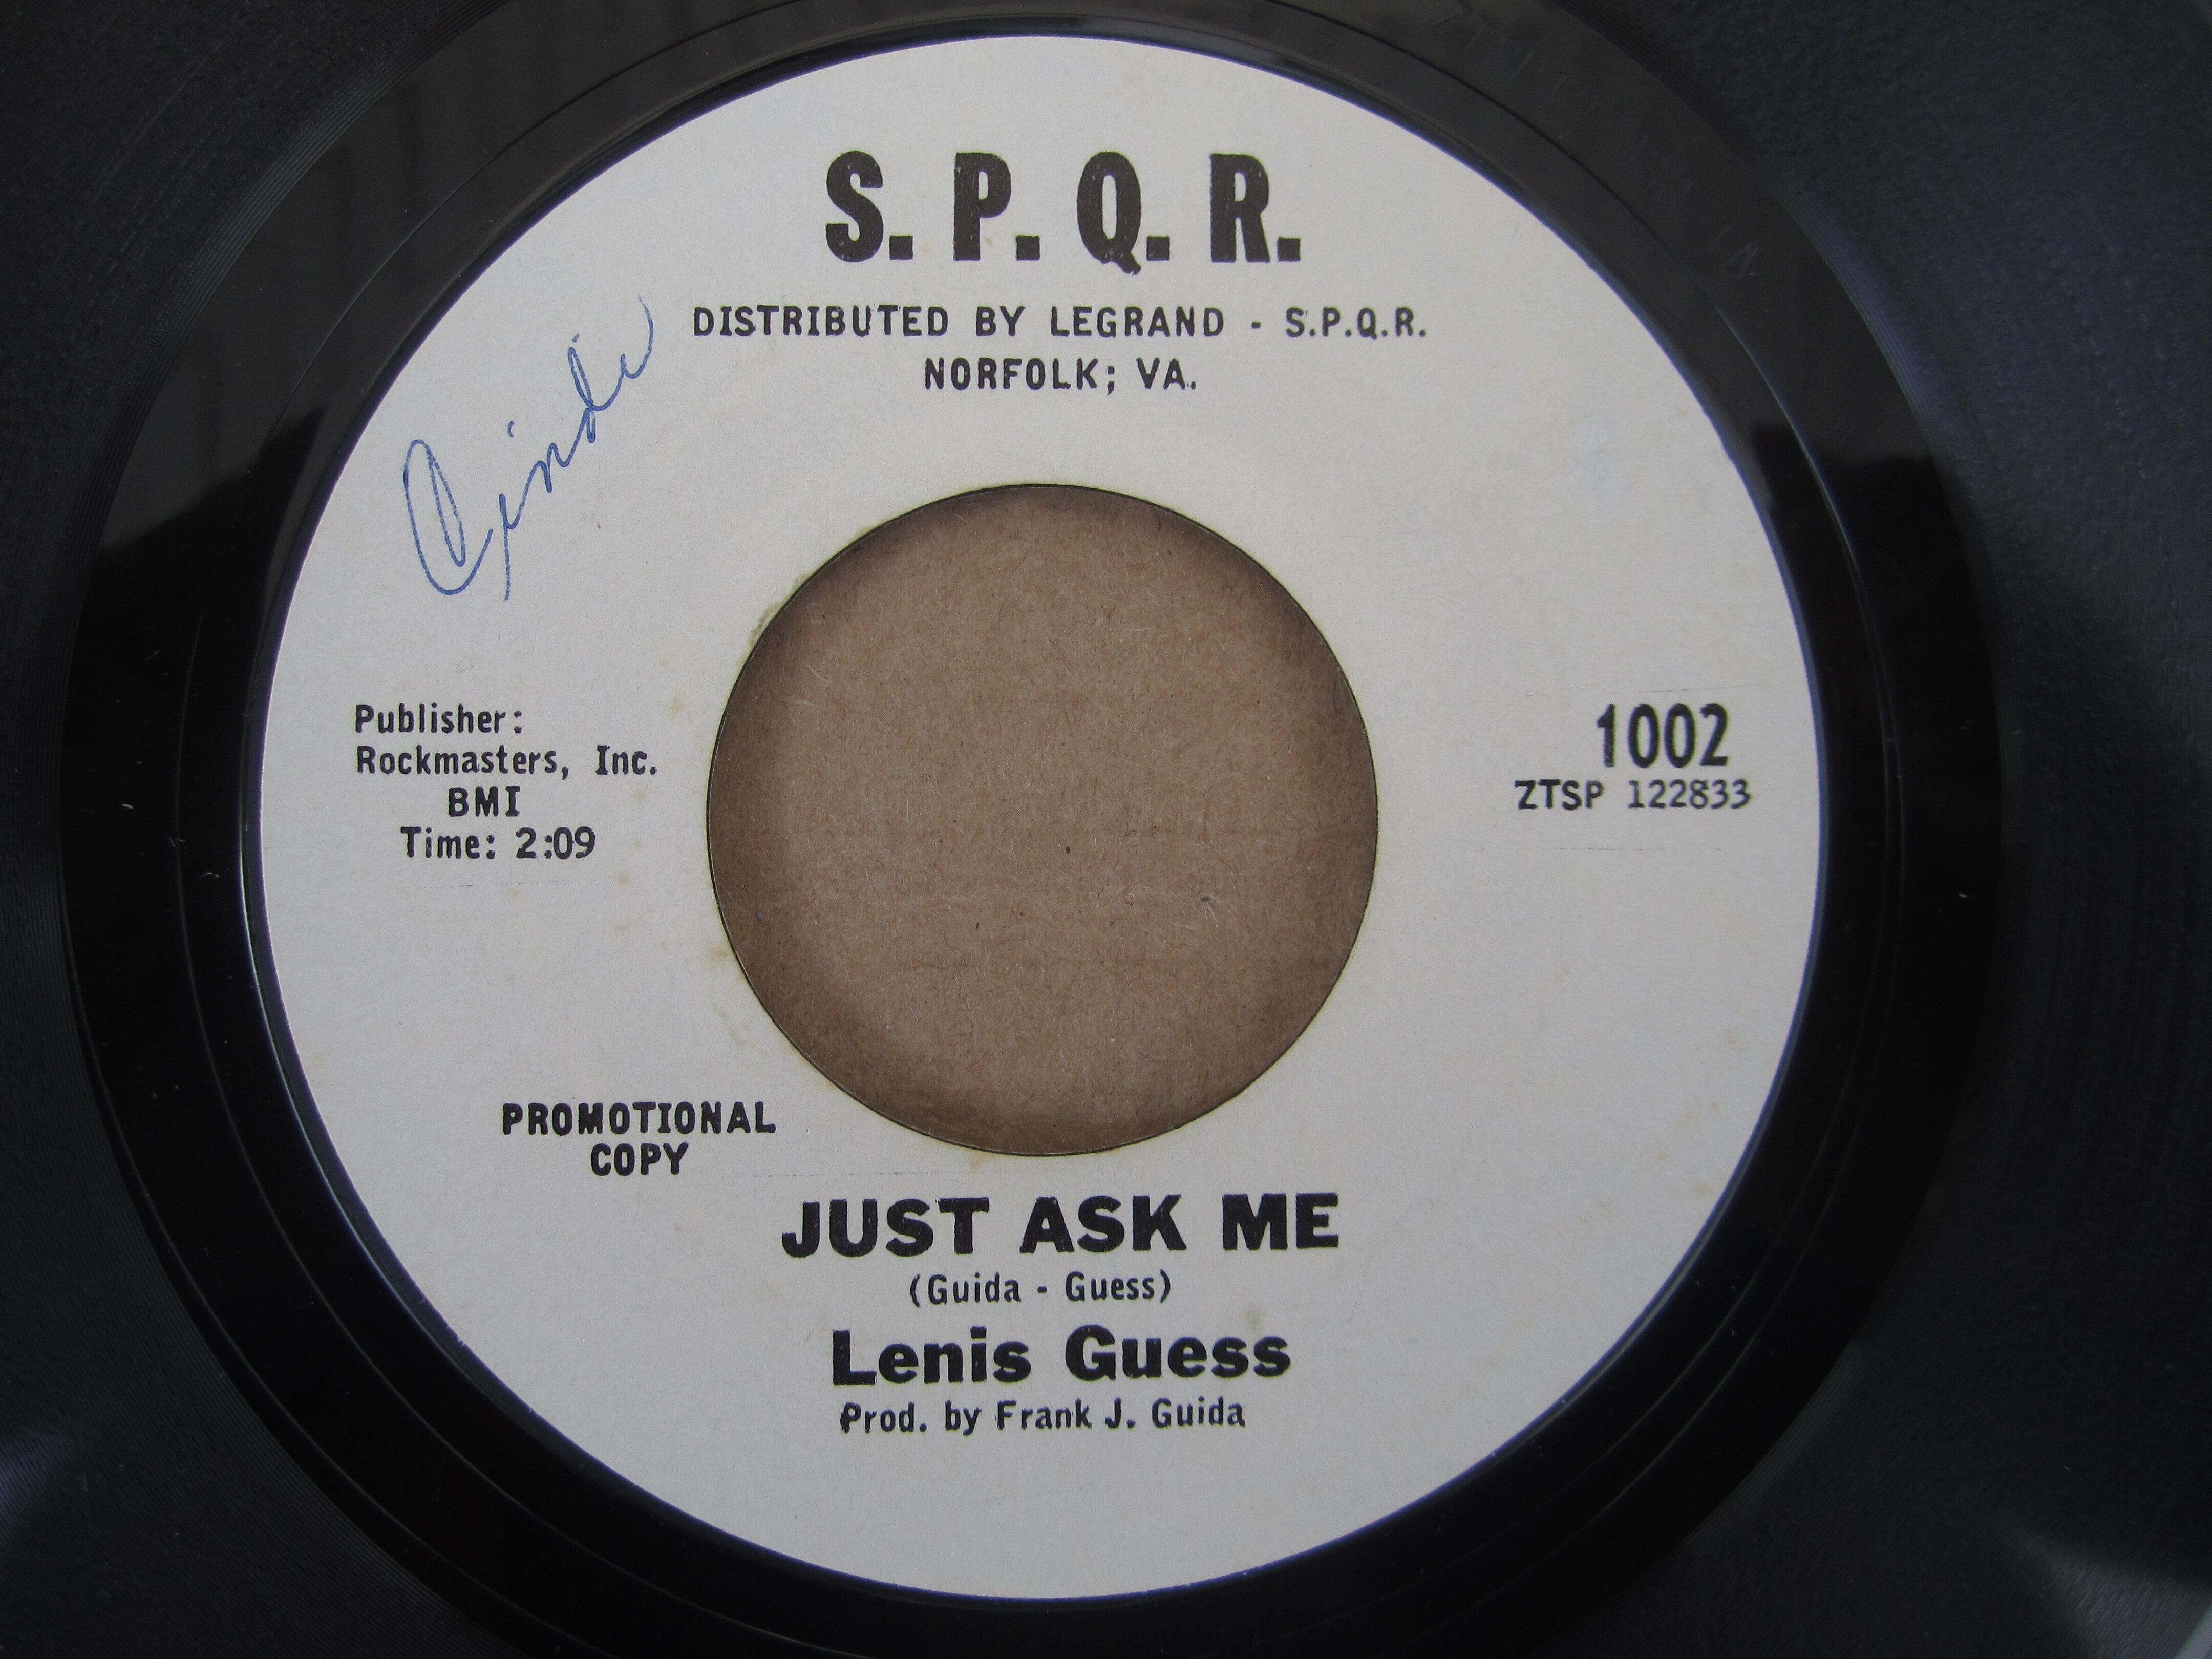 S. P. Q. R.
DISTRIBUTED BY LEGRAND - S.P.Q.R.
NORFOLK; VA.
Publisher:
Rockmasters, Inc.
BMI
Time: 2:09
1002
ZTSP 122833
PROMOTIONAL
COPY
JUST ASK ME
(Guida - Guess)
Lenis Guess
Prod. by Frank J. Guida